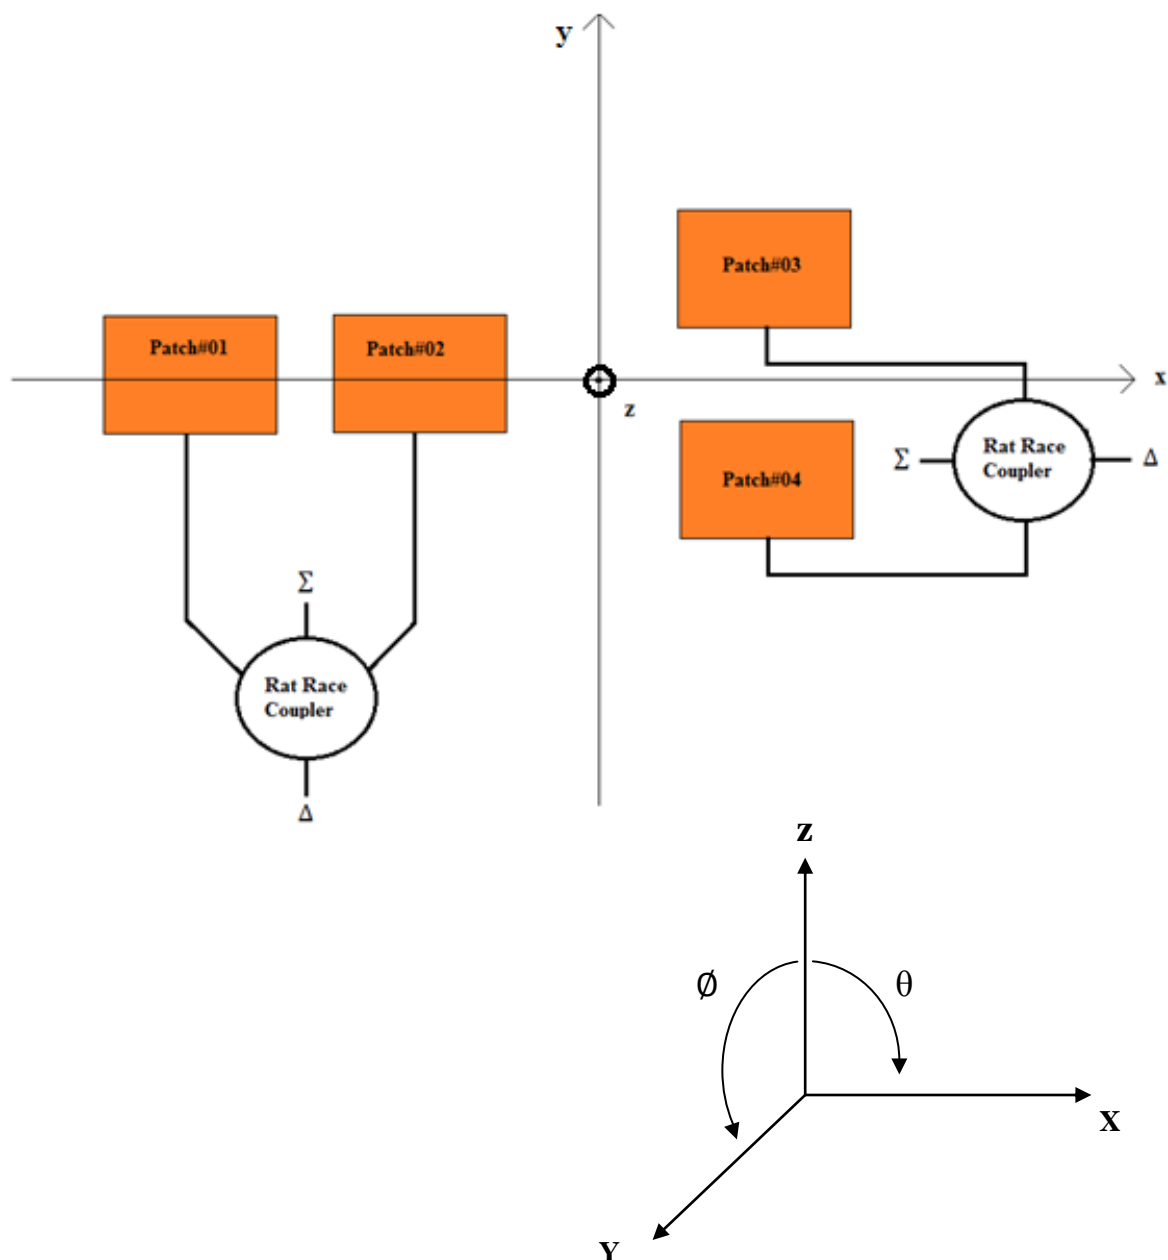 y
Patch#03
Patch#01
Patch#02
x
z
Σ
Rat Race
Coupler
Δ
Patch#04
Σ
Rat Race
Coupler
Δ
z
∅
θ
X
Y